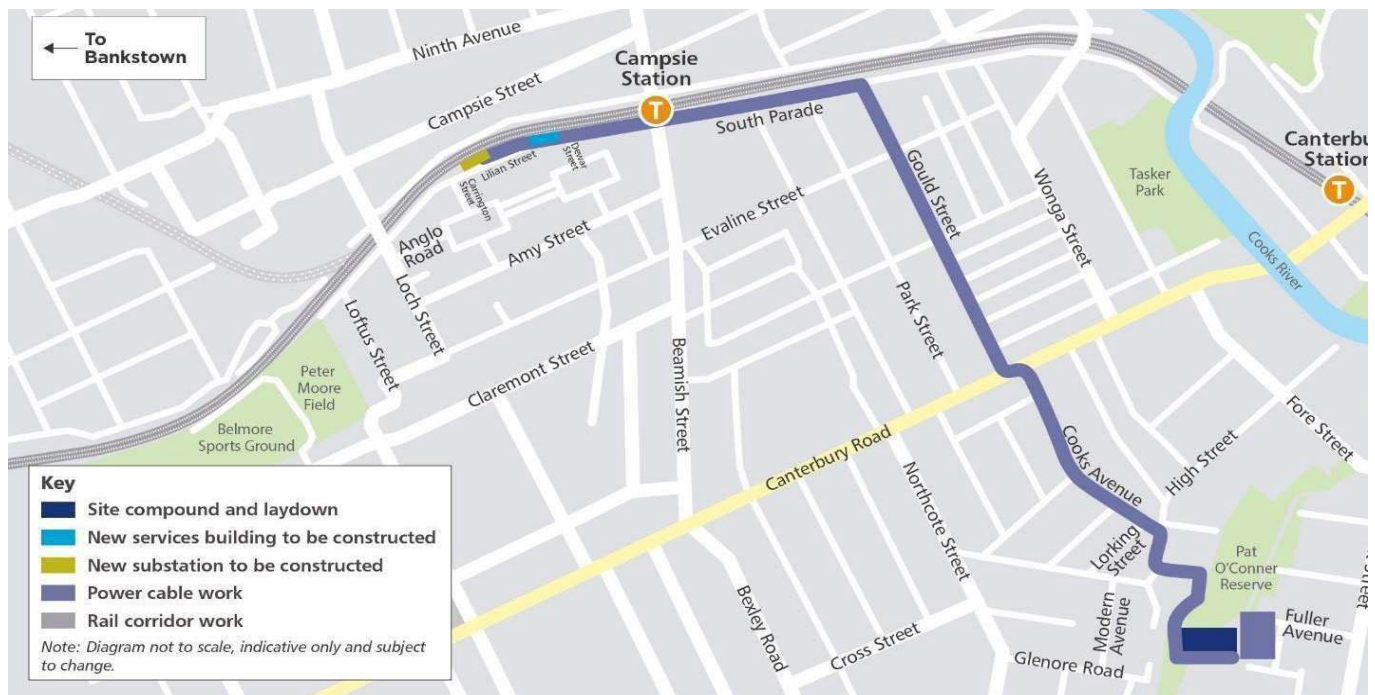 To
Bankstown
Ninth Avenue
Campsie Street
Campsie
Station
T
South Parade
Lilian Street
Dewar
Street
Carrington
Street
Anglo
Road
Amy Street
Evaline Street
Gould Street
Wonga Street
Tasker
Park
Station
T
Cooks River
Loch Street
Loftus Street
Park Street
Peter
Moore
Field
Claremont Street
Beamish Street
Belmore
Sports Ground
Canterbury Road
Cooks Avenue
Fore Street
High Street
Northcote Street
Lorking
Street
Pat
O'Conner
Reserve
Bexley Road
Modern
Avenue
Fuller
Avenue
Cross Street
Glenore Road
Key
Site compound and laydown
New services building to be constructed
New substation to be constructed
Power cable work
Rail corridor work
Note: Diagram not to scale, indicative only and subject
to change.